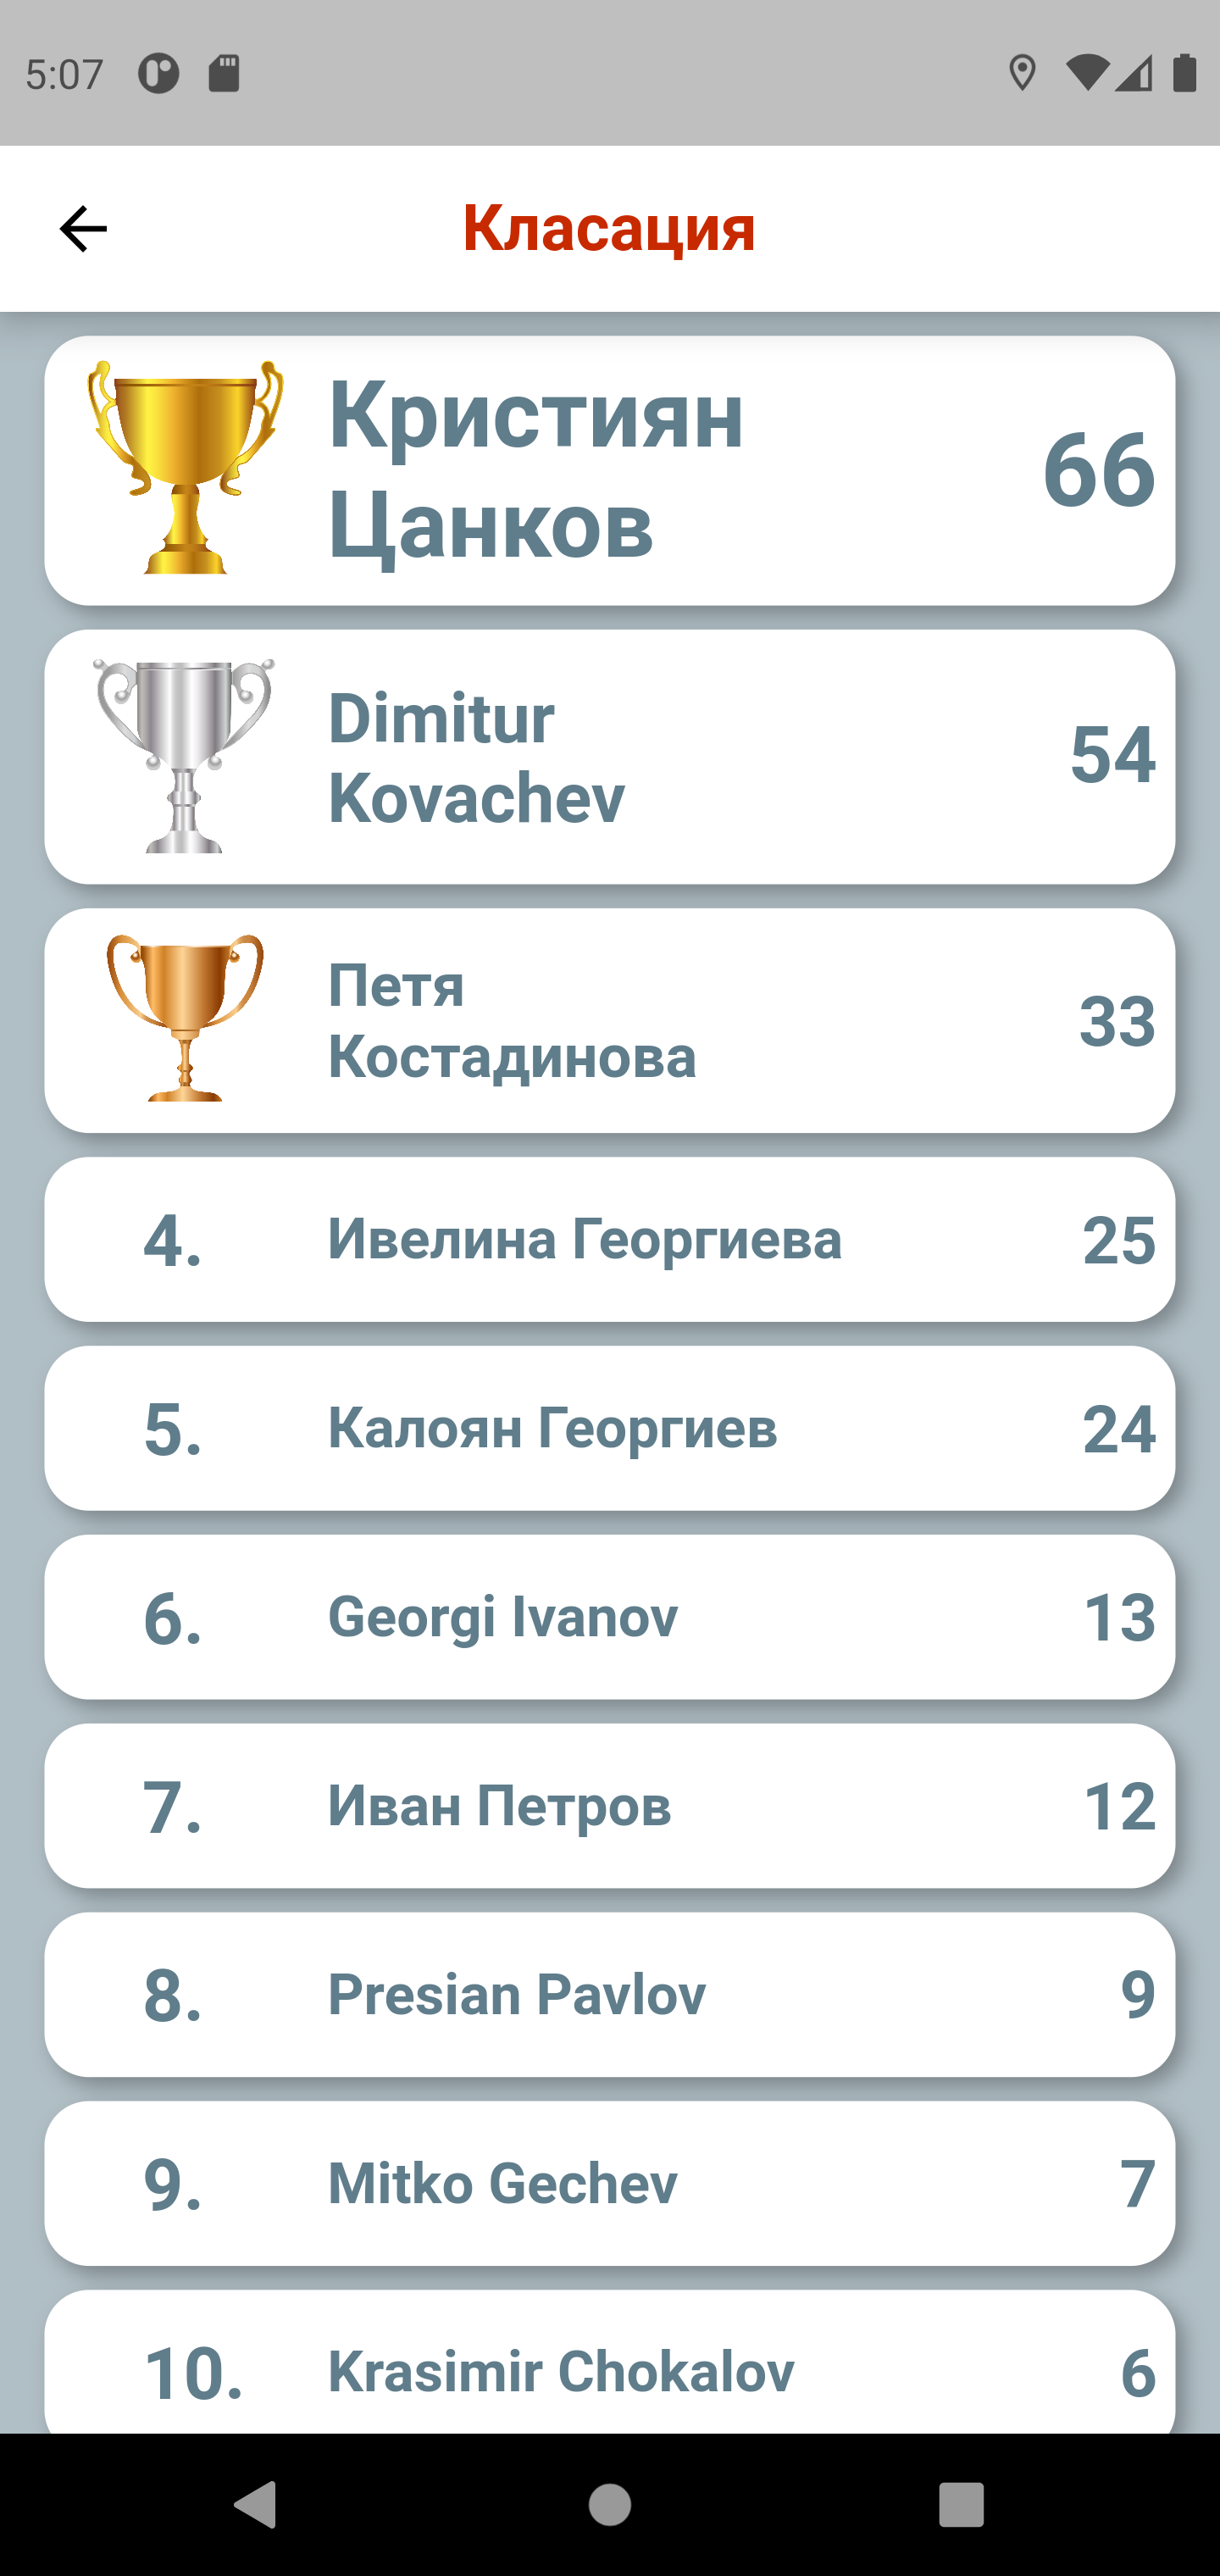 5:07
Класация
Кристиян
Цанков
66
Dimitur
Kovachev
54
Петя
Костадинова
33
4. Ивелина Георгиева 25
5. Калоян Георгиев 24
6. Georgi Ivanov 13
7. Иван Петров 12
8. Presian Pavlov 9
9. Mitko Gechev 7
10. Krasimir Chokalov 6